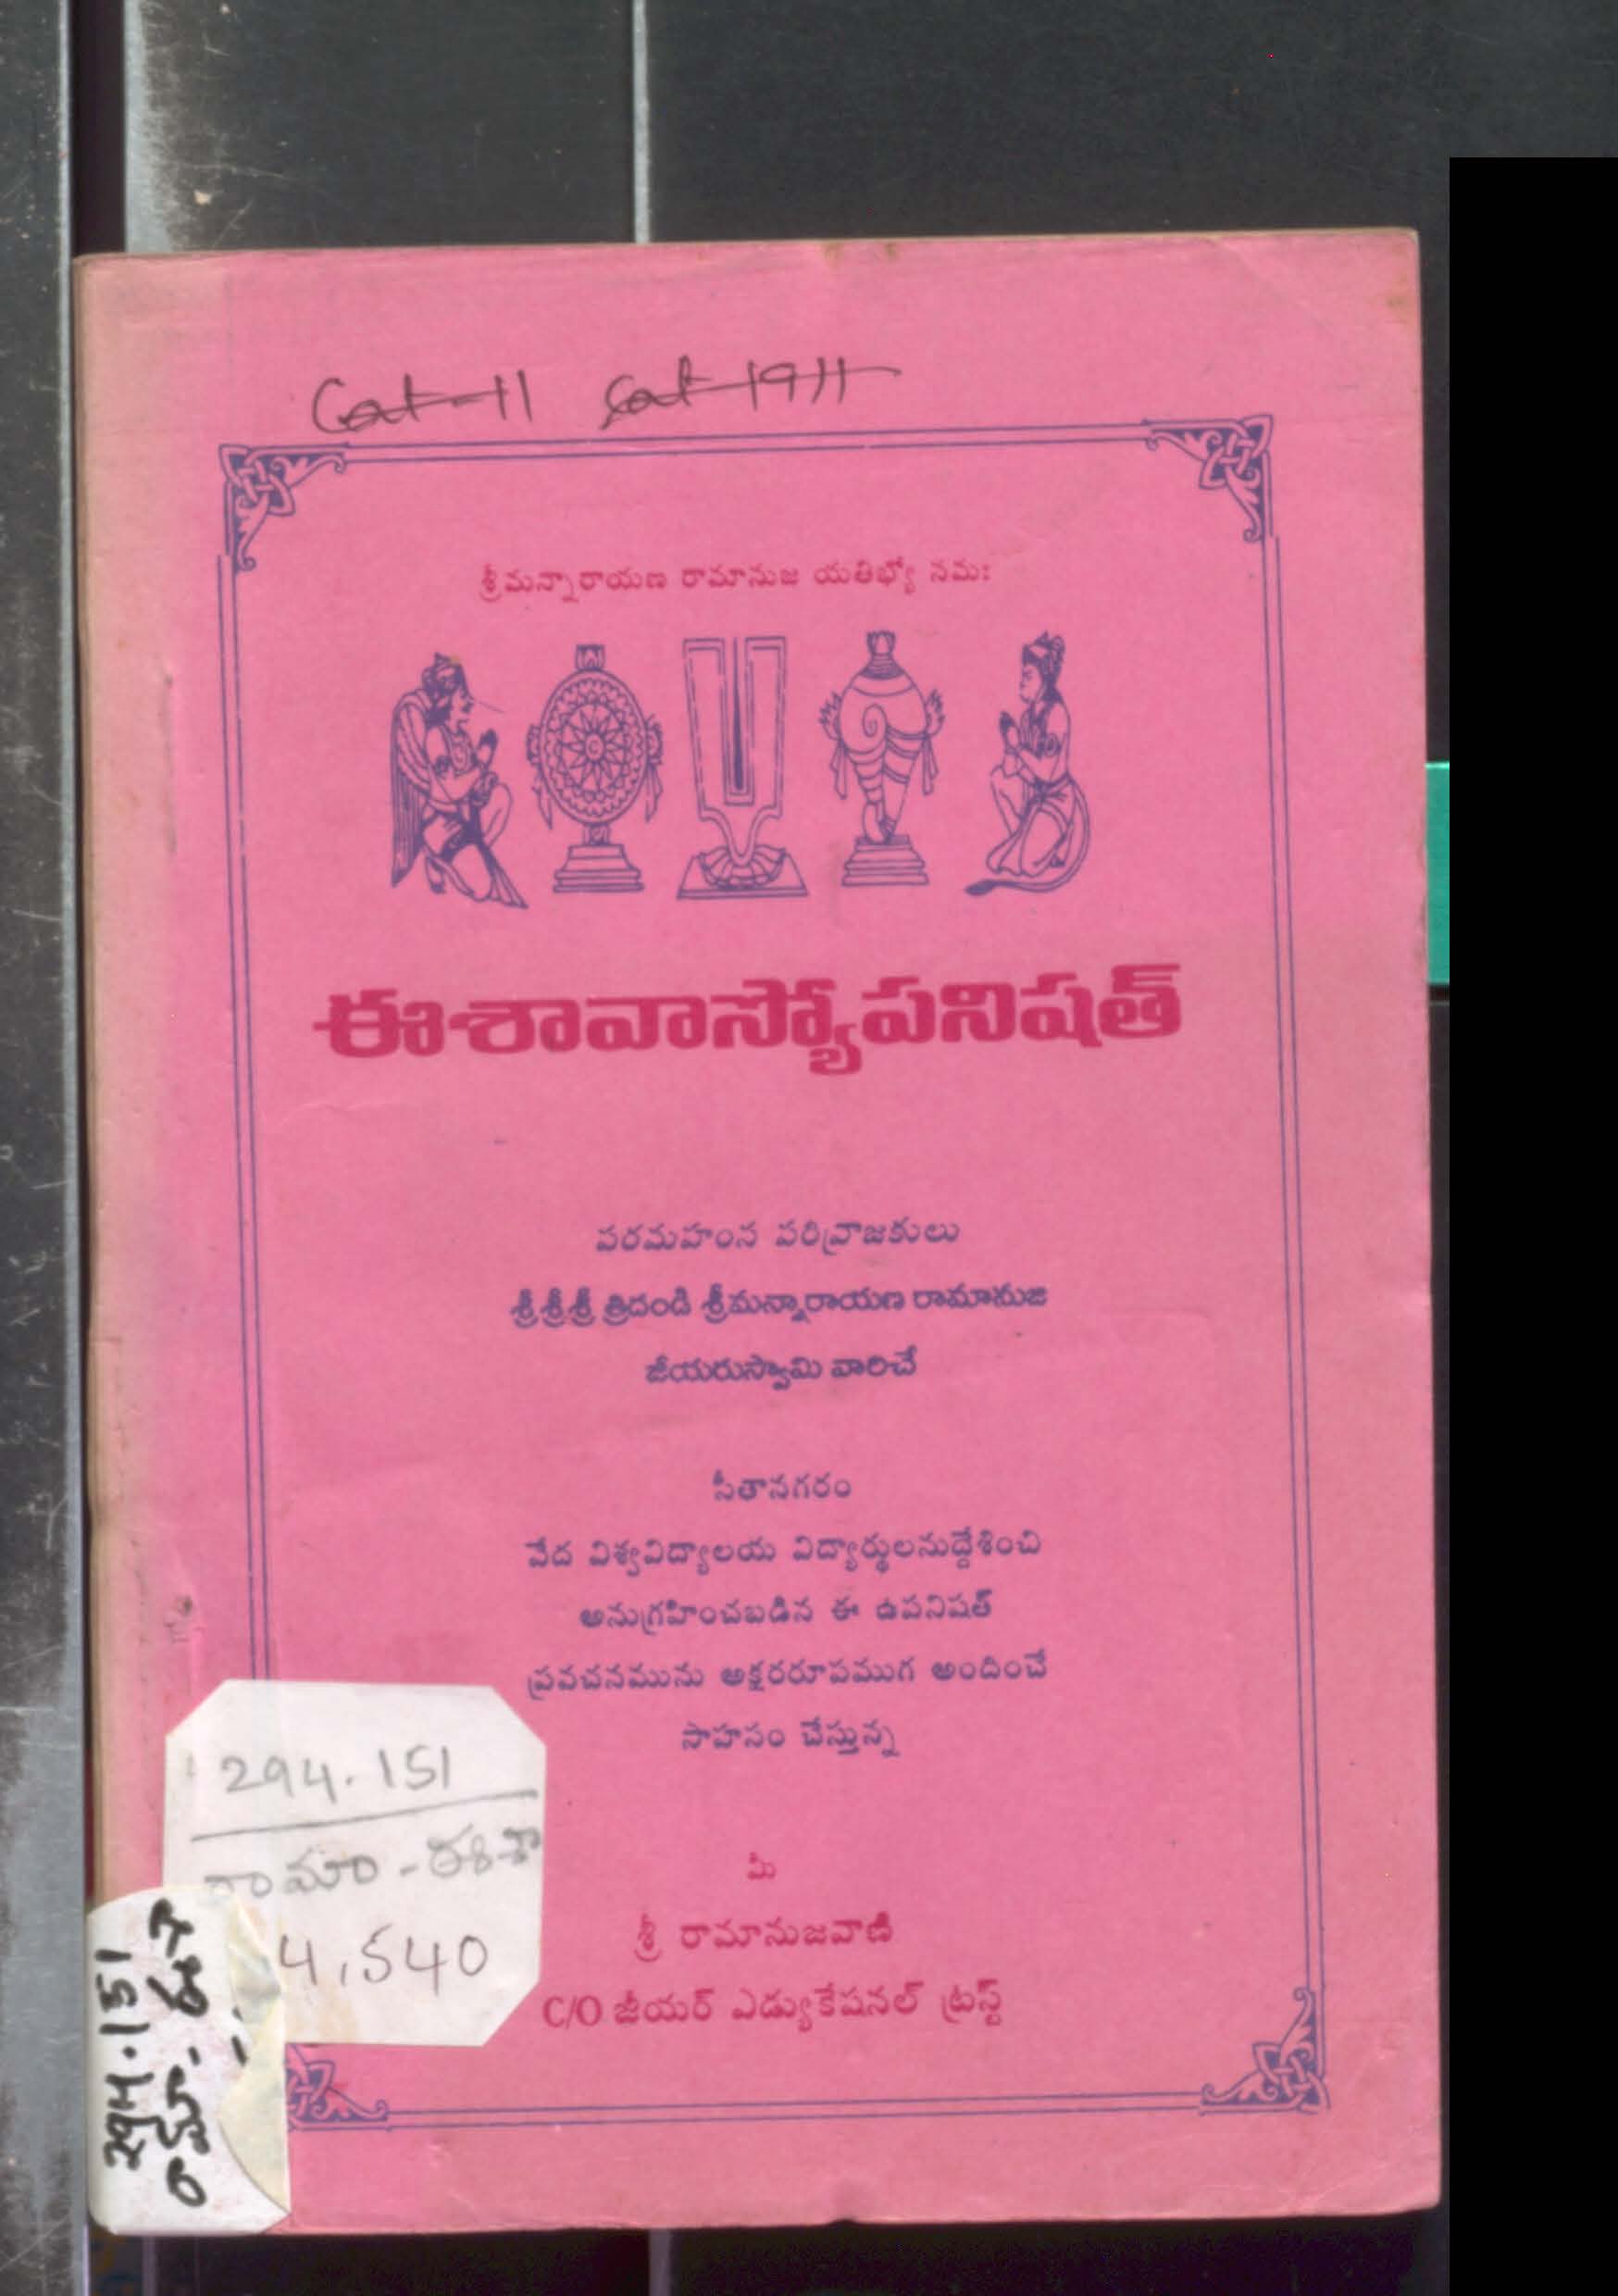 Cat-11 Cat-1911
శ్రీమన్నారాయణ రామానుజ యతిభ్యో నమః
ఈశావాస్యోపనిషత్
పరమహంస పరివ్రాజకులు
శ్రీ శ్రీ శ్రీ త్రిదండి శ్రీమన్నారాయణ రామానుజ
జీయరుస్వామి వారిచే
సీతానగరం
వేద విశ్వవిద్యాలయ విద్యార్థులనుద్దేశించి
అనుగ్రహించబడిన ఈ ఉపనిషత్
ప్రవచనమును అక్షరరూపముగ అందించే
సాహసం చేస్తున్న
మీ
శ్రీ రామానుజవాణి
C/O జీయర్ ఎడ్యుకేషనల్ ట్రస్ట్
294.151
రామా - ఈశా
4,540
294.151